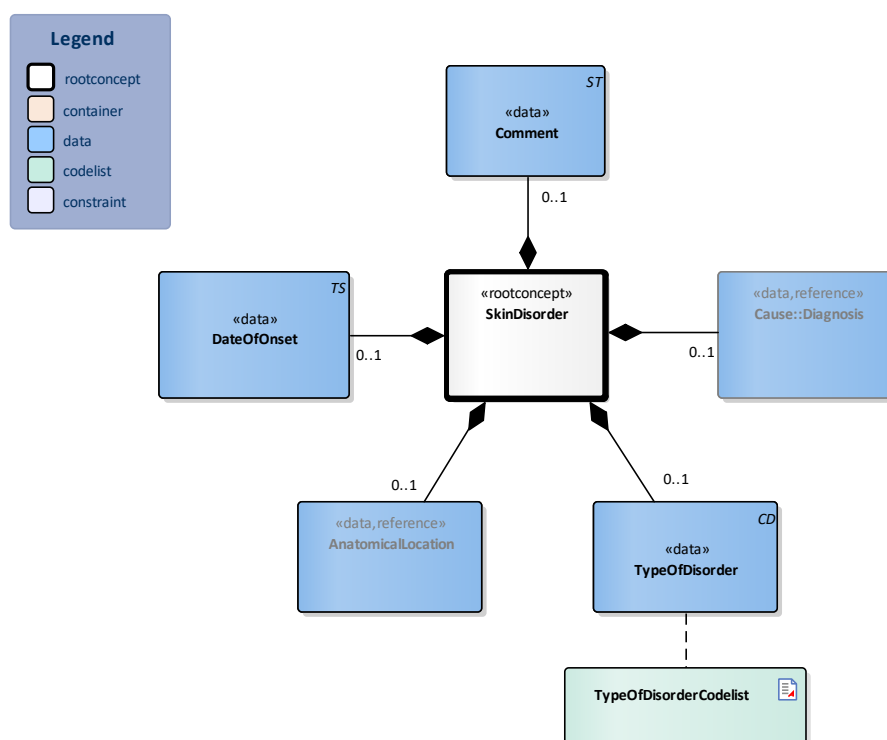 Legend
rootconcept
container
data
codelist
constraint
ST
«data»
Comment
0..1
TS
«data»
DateOfOnset
0..1
«rootconcept»
SkinDisorder
«data,reference»
Cause::Diagnosis
0..1
0..1
«data,reference»
AnatomicalLocation
0..1
CD
«data»
TypeOfDisorder
TypeOfDisorderCodelist